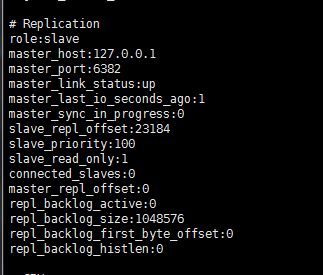 # Replication
role:slave
master_host:127.0.0.1
master_port:6382
master_link_status:up
master_last_io_seconds_ago:1
master_sync_in_progress:0
slave_repl_offset:23184
slave_priority:100
slave_read_only:1
connected_slaves:0
master_repl_offset:0
repl_backlog_active:0
repl_backlog_size:1048576
repl_backlog_first_byte_offset:0
repl_backlog_histlen:0